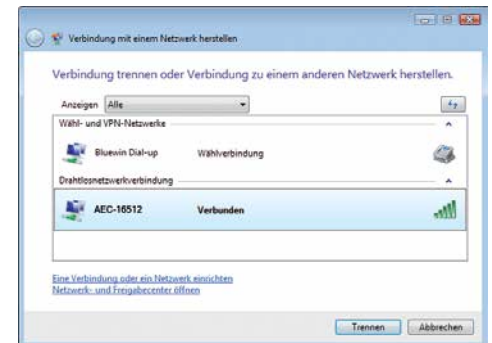 Verbindung mit einem Netzwerk herstellen
Verbindung trennen oder Verbindung zu einem anderen Netzwerk herstellen.
Anzeigen Alle
Wähl- und VPN-Netzwerke
Bluewin Dial-up Wählverbindung
Drahtlosnetzwerkverbindung
AEC-16512 Verbunden
Eine Verbindung oder ein Netzwerk einrichten
Netzwerk- und Freigabecenter öffnen
Trennen Abbrechen